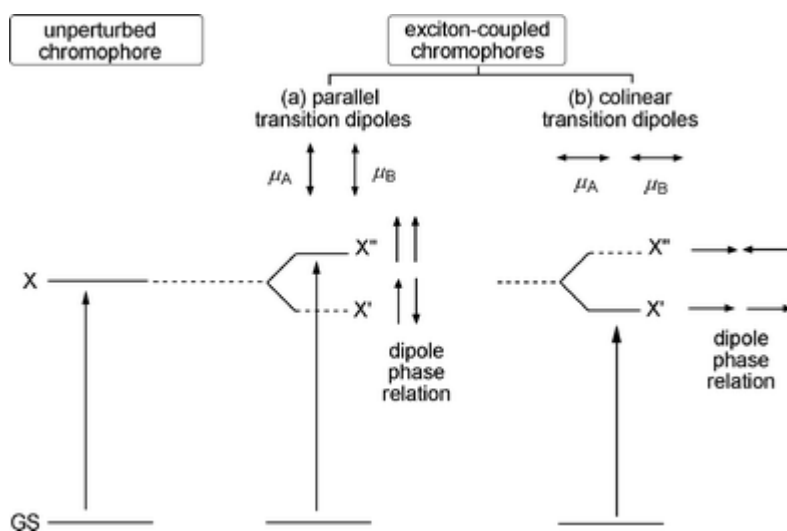 unperturbed
chromophore
exciton-coupled
chromophores
(a) parallel
transition dipoles
(b) colinear
transition dipoles
μA
μB
μA
μB
X
X"
X'
dipole
phase
relation
X"
X'
dipole
phase
relation
GS